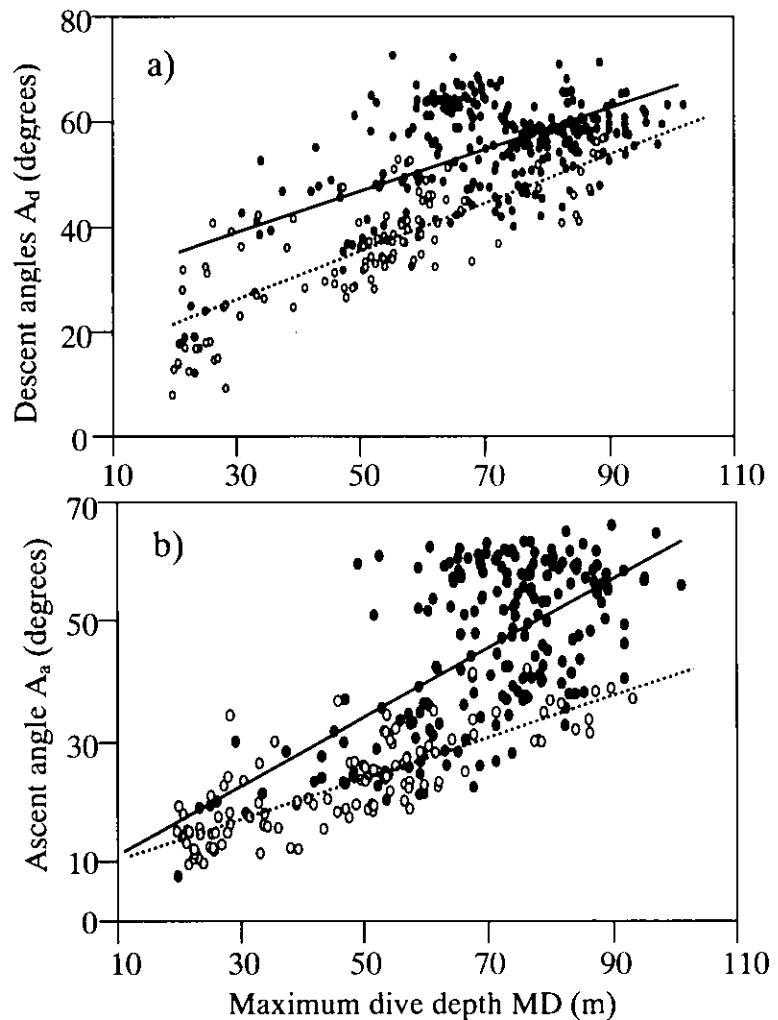 a)
Descent angles A_d (degrees)
80
60
40
20
0
10 30 50 70 90 110
b)
Ascent angle A_a (degrees)
70
50
30
10
0
10 30 50 70 90 110
Maximum dive depth MD (m)